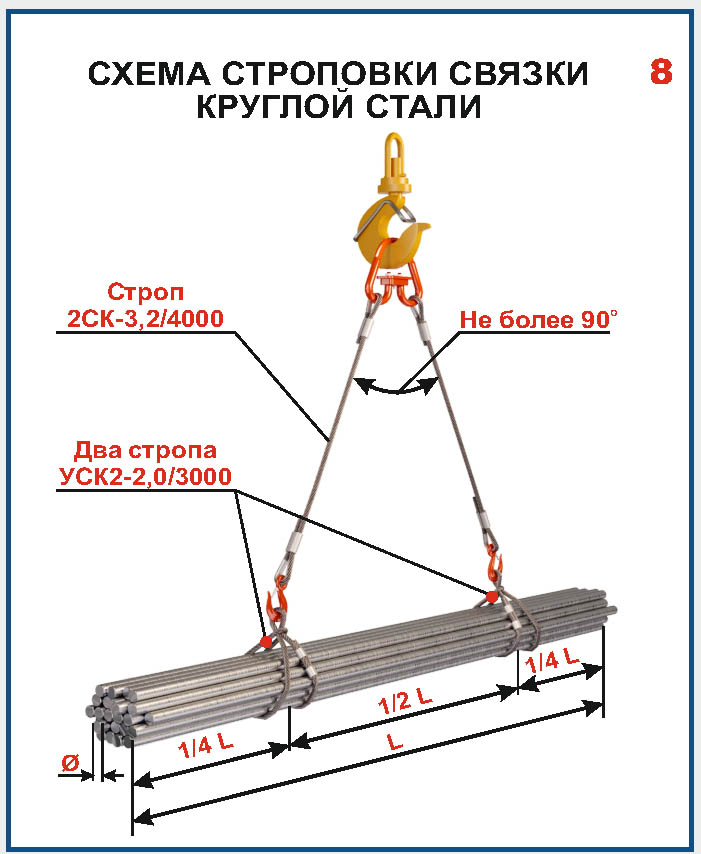 СХЕМА СТРОПОВКИ СВЯЗКИ
КРУГЛОЙ СТАЛИ
8
Строп
2СК-3,2/4000
Не более 90°
Два стропа
УСК2-2,0/3000
1/4 L
1/2 L
1/4 L
L
Ø